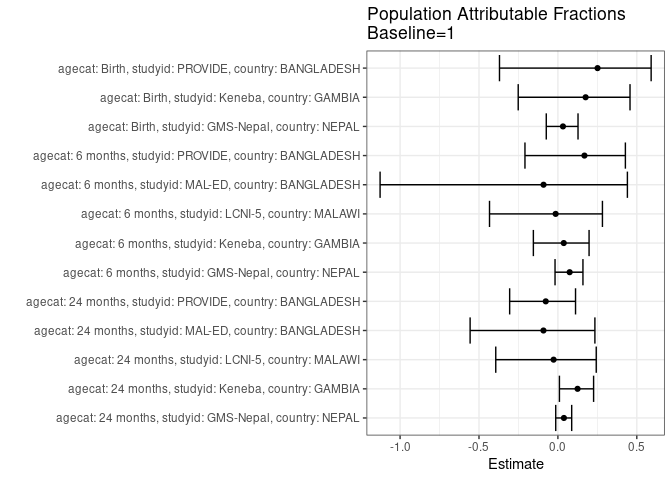 Population Attributable Fractions
Baseline=1
agecat: Birth, studyid: PROVIDE, country: BANGLADESH
agecat: Birth, studyid: Keneba, country: GAMBIA
agecat: Birth, studyid: GMS-Nepal, country: NEPAL
agecat: 6 months, studyid: PROVIDE, country: BANGLADESH
agecat: 6 months, studyid: MAL-ED, country: BANGLADESH
agecat: 6 months, studyid: LCNI-5, country: MALAWI
agecat: 6 months, studyid: Keneba, country: GAMBIA
agecat: 6 months, studyid: GMS-Nepal, country: NEPAL
agecat: 24 months, studyid: PROVIDE, country: BANGLADESH
agecat: 24 months, studyid: MAL-ED, country: BANGLADESH
agecat: 24 months, studyid: LCNI-5, country: MALAWI
agecat: 24 months, studyid: Keneba, country: GAMBIA
agecat: 24 months, studyid: GMS-Nepal, country: NEPAL
-1.0 -0.5 0.0 0.5
Estimate